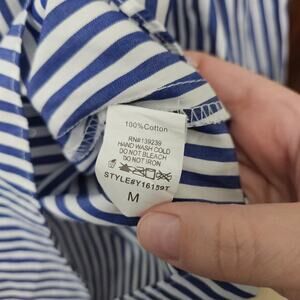 100%Cotton
RN#139239
HAND WASH COLD
DO NOT BLEACH
DO NOT IRON
STYLE#Y16159T
M